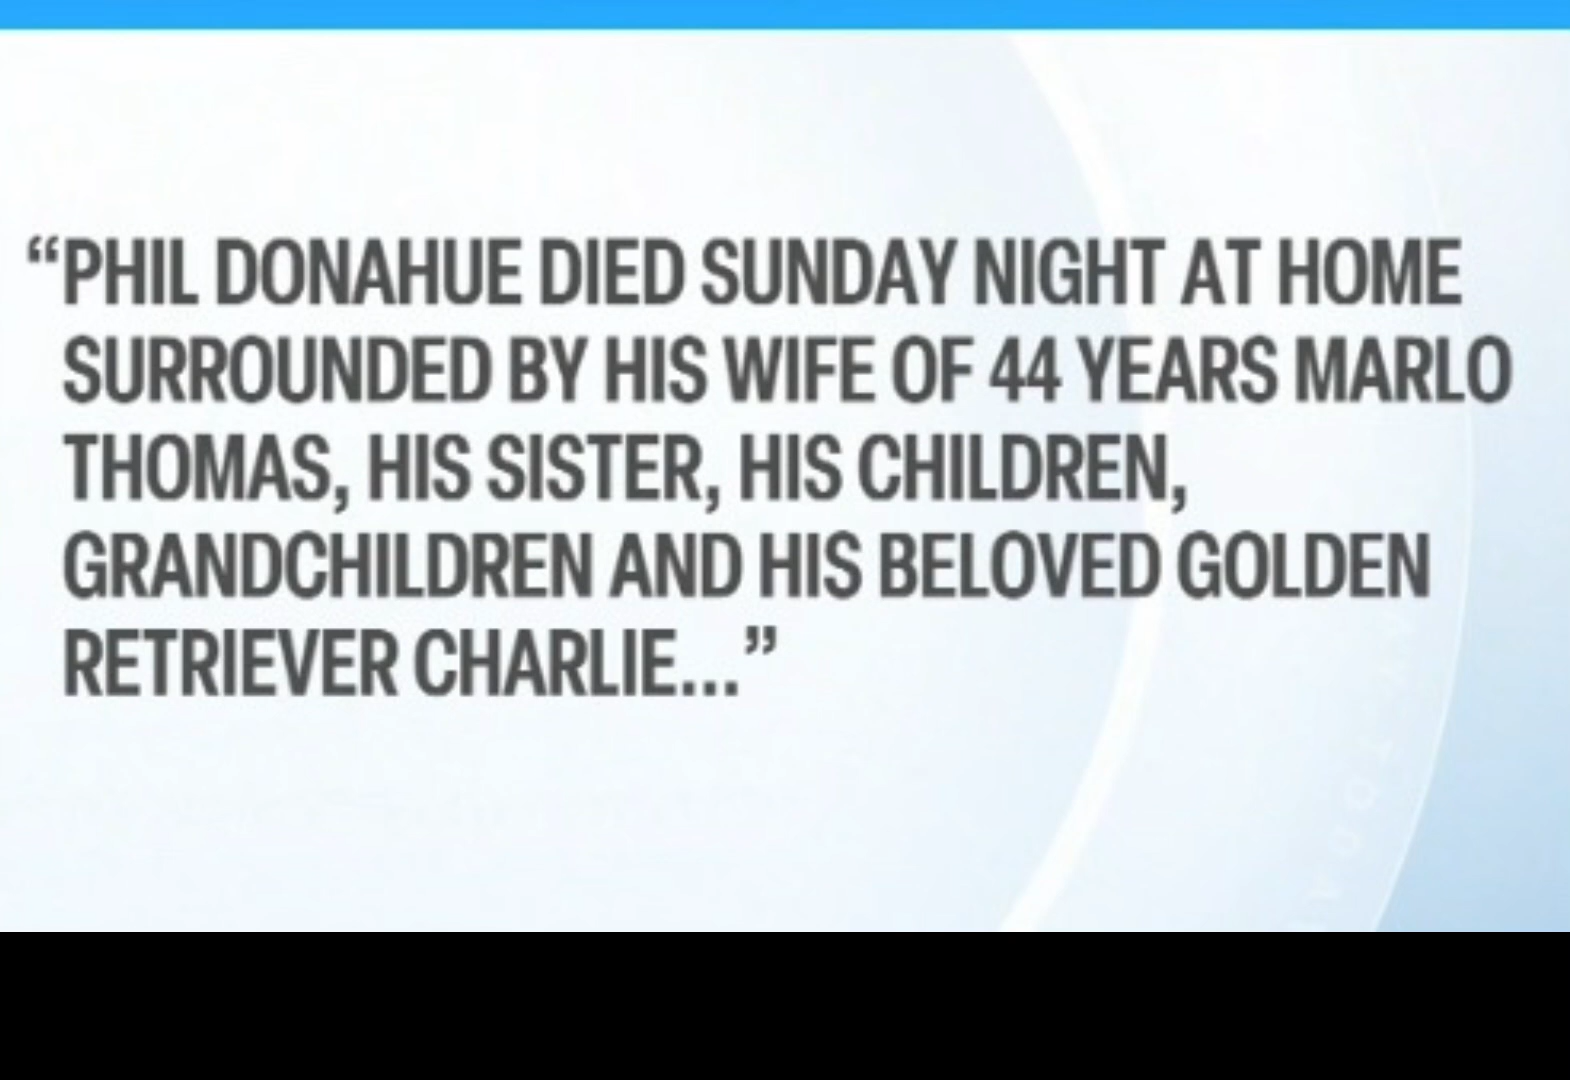 “PHIL DONAHUE DIED SUNDAY NIGHT AT HOME
SURROUNDED BY HIS WIFE OF 44 YEARS MARLO
THOMAS, HIS SISTER, HIS CHILDREN,
GRANDCHILDREN AND HIS BELOVED GOLDEN
RETRIEVER CHARLIE...”